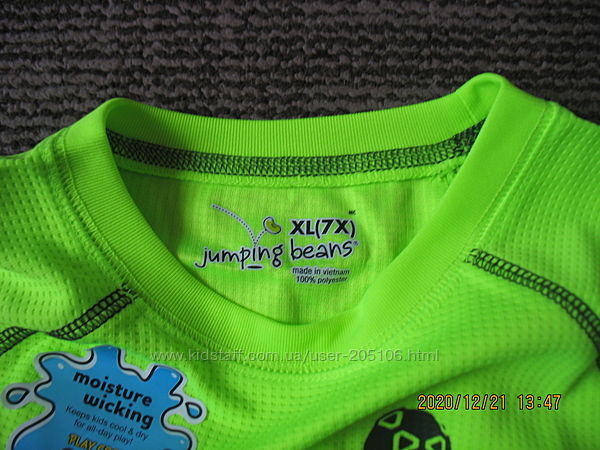 XL(7X)
jumping beans®
made in vietnam
100% polyester
www.kidstaff.com.ua/user-205106.html
moisture
wicking
Keeps kids cool & dry
for all-day play!
2020/12/21 13:47